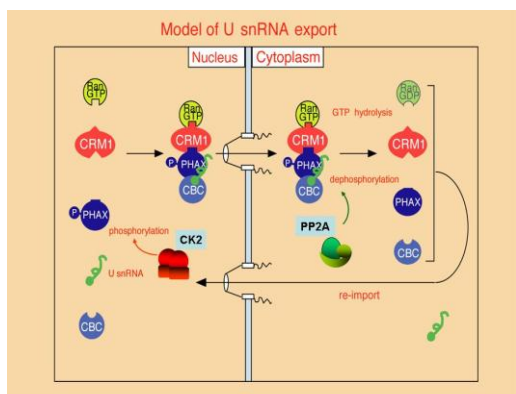 Model of U snRNA export
Nucleus
Cytoplasm
Ran
GTP
CRM1
P
PHAX
phosphorylation
CK2
U snRNA
CBC
Ran
GTP
CRM1
P
PHAX
CBC
Ran
GTP
CRM1
P
PHAX
CBC
GTP hydrolysis
dephosphorylation
PP2A
Ran
GDP
CRM1
PHAX
CBC
re-import